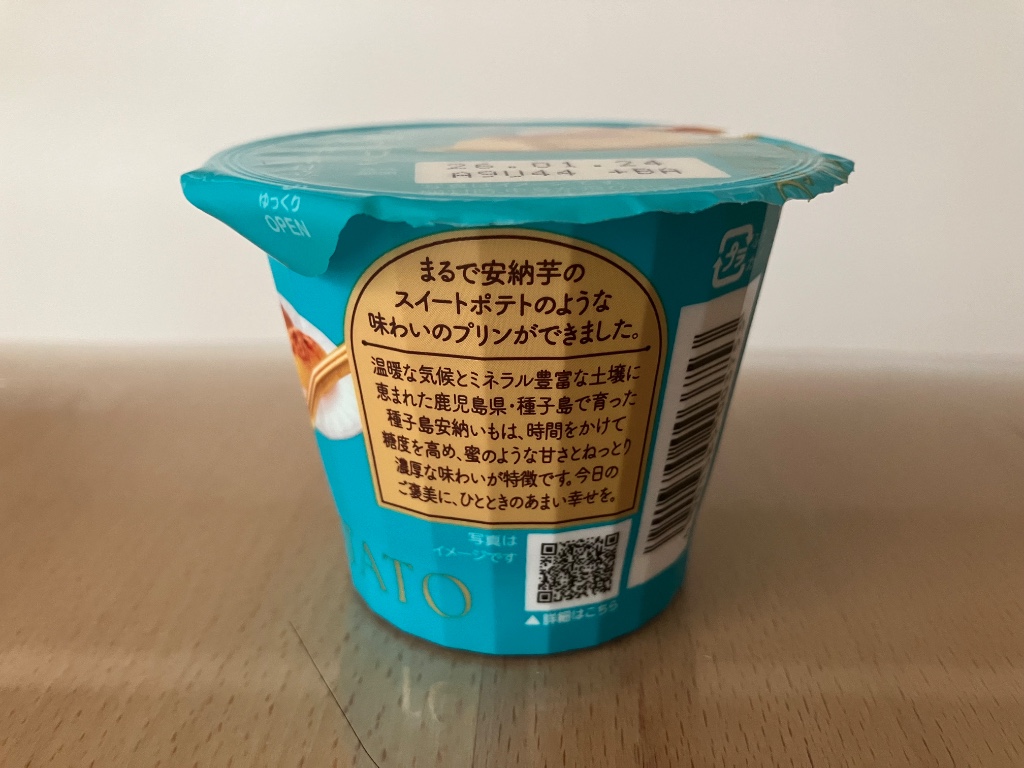 26.01.24
A9U44 +BA
ゆっくり
OPEN
まるで安納芋の
スイートポテトのような
味わいのプリンができました。
温暖な気候とミネラル豊富な土壌に
恵まれた鹿児島県・種子島で育った
種子島安納いもは、時間をかけて
糖度を高め、蜜のような甘さとねっとり
濃厚な味わいが特徴です。今日の
ご褒美に、ひとときのあまい幸せを。
プラ
写真は
イメージです
ATO
▲詳細はこちら